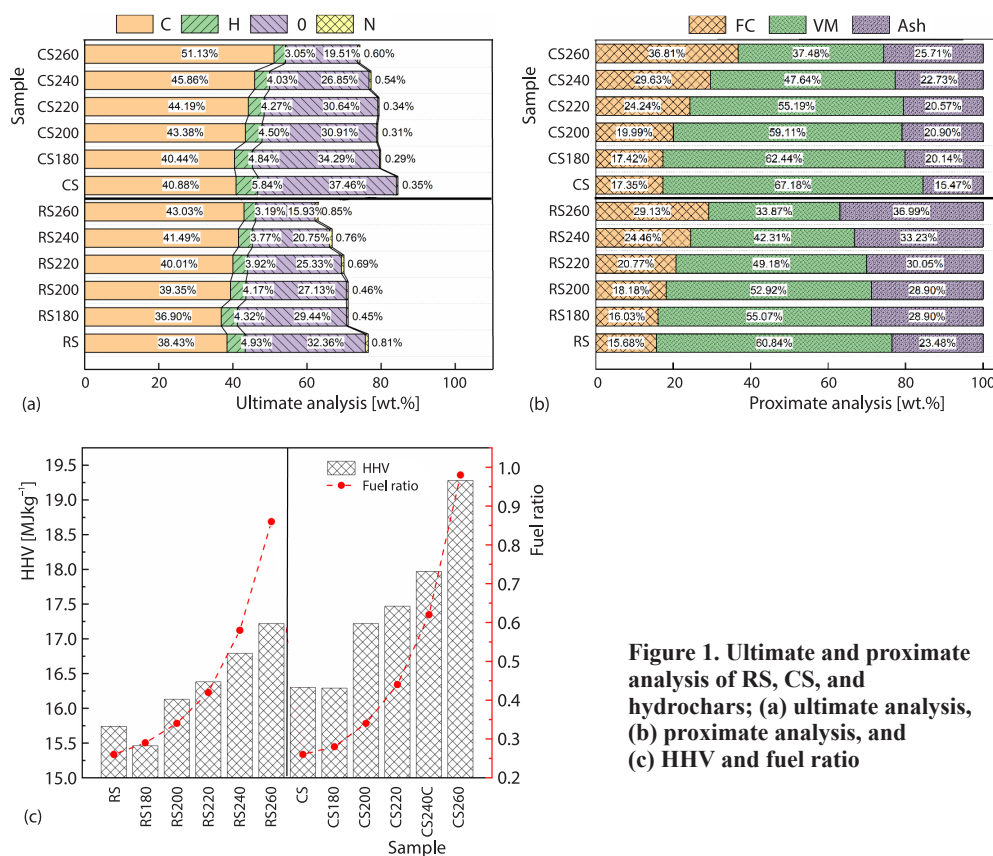 C H 0 N
Sample
CS260 51.13% 3.05% 19.51% 0.60%
CS240 45.86% 4.03% 26.85% 0.54%
CS220 44.19% 4.27% 30.64% 0.34%
CS200 43.38% 4.50% 30.91% 0.31%
CS180 40.44% 4.84% 34.29% 0.29%
CS 40.88% 5.84% 37.46% 0.35%
RS260 43.03% 3.19% 15.93% 0.85%
RS240 41.49% 3.77% 20.75% 0.76%
RS220 40.01% 3.92% 25.33% 0.69%
RS200 39.35% 4.17% 27.13% 0.46%
RS180 36.90% 4.32% 29.44% 0.45%
RS 38.43% 4.93% 32.36% 0.81%
0 20 40 60 80 100
(a) Ultimate analysis [wt.%]
FC VM Ash
Sample
CS260 36.81% 37.48% 25.71%
CS240 29.63% 47.64% 22.73%
CS220 24.24% 55.19% 20.57%
CS200 19.99% 59.11% 20.90%
CS180 17.42% 62.44% 20.14%
CS 17.35% 67.18% 15.47%
RS260 29.13% 33.87% 36.99%
RS240 24.46% 42.31% 33.23%
RS220 20.77% 49.18% 30.05%
RS200 18.18% 52.92% 28.90%
RS180 16.03% 55.07% 28.90%
RS 15.68% 60.84% 23.48%
0 20 40 60 80 100
(b) Proximate analysis [wt.%]
HHV [MJkg⁻¹]
19.5
19.0
18.5
18.0
17.5
17.0
16.5
16.0
15.5
15.0
HHV
Fuel ratio
1.0
0.9
0.8
0.7
0.6
0.5
0.4
0.3
0.2
Fuel ratio
RS RS180 RS200 RS220 RS240 RS260 CS CS180 CS200 CS220 CS240C CS260
(c) Sample
Figure 1. Ultimate and proximate
analysis of RS, CS, and
hydrochars; (a) ultimate analysis,
(b) proximate analysis, and
(c) HHV and fuel ratio